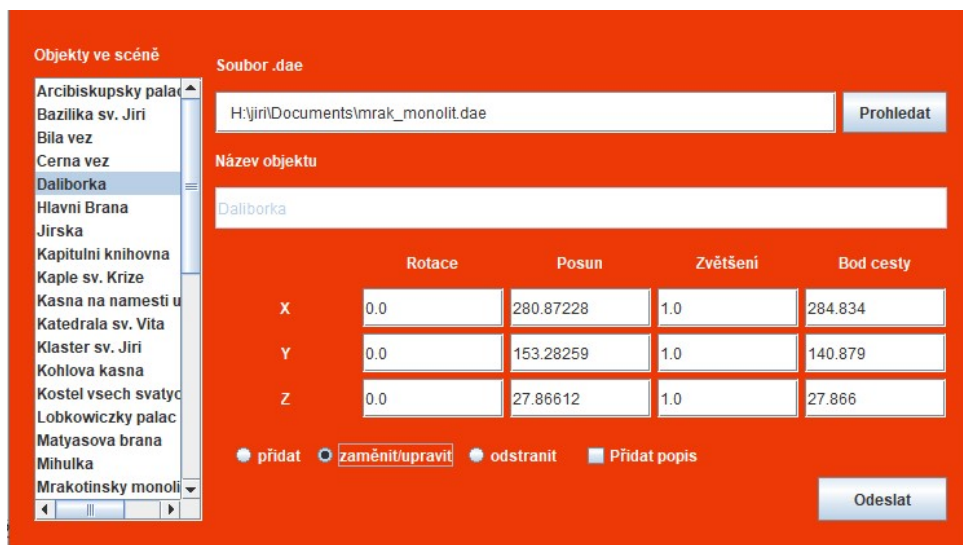 Objekty ve scéně
Arcibiskupsky palac
Bazilika sv. Jiri
Bila vez
Cerna vez
Daliborka
Hlavni Brana
Jirska
Kapitulni knihovna
Kaple sv. Krize
Kasna na namesti u
Katedrala sv. Vita
Klaster sv. Jiri
Kohlova kasna
Kostel vsech svatyc
Lobkowiczky palac
Matyasova brana
Mihulka
Mrakotinsky monoli
Soubor .dae
H:\jiri\Documents\mrak_monolit.dae
Prohledat
Název objektu
Daliborka
Rotace Posun Zvětšení Bod cesty
X 0.0 280.87228 1.0 284.834
Y 0.0 153.28259 1.0 140.879
Z 0.0 27.86612 1.0 27.866
přidat zaměnit/upravit odstranit Přidat popis
Odeslat